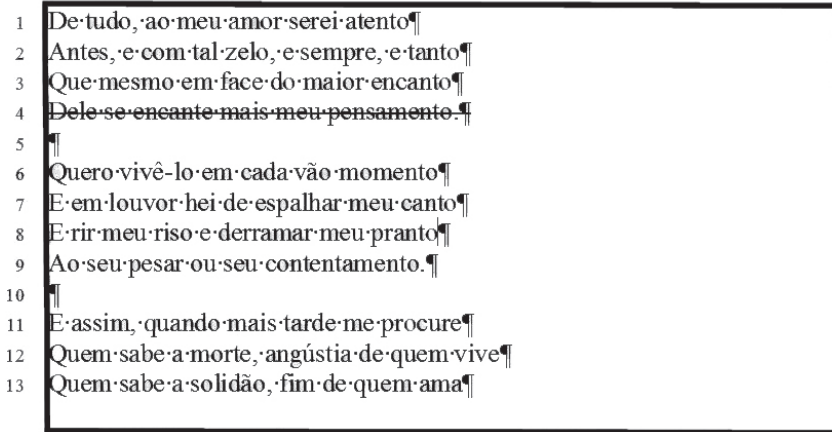 1 De·tudo,·ao·meu·amor·serei·atento¶
2 Antes,·e·com·tal·zelo,·e·sempre,·e·tanto¶
3 Que·mesmo·em·face·do·maior·encanto¶
4 Dele·se·encante·mais·meu·pensamento.¶
5 ¶
6 Quero·vivê-lo·em·cada·vão·momento¶
7 E·em·louvor·hei·de·espalhar·meu·canto¶
8 E·rir·meu·riso·e·derramar·meu·pranto¶
9 Ao·seu·pesar·ou·seu·contentamento.¶
10 ¶
11 E·assim,·quando·mais·tarde·me·procure¶
12 Quem·sabe·a·morte,·angústia·de·quem·vive¶
13 Quem·sabe·a·solidão,·fim·de·quem·ama¶